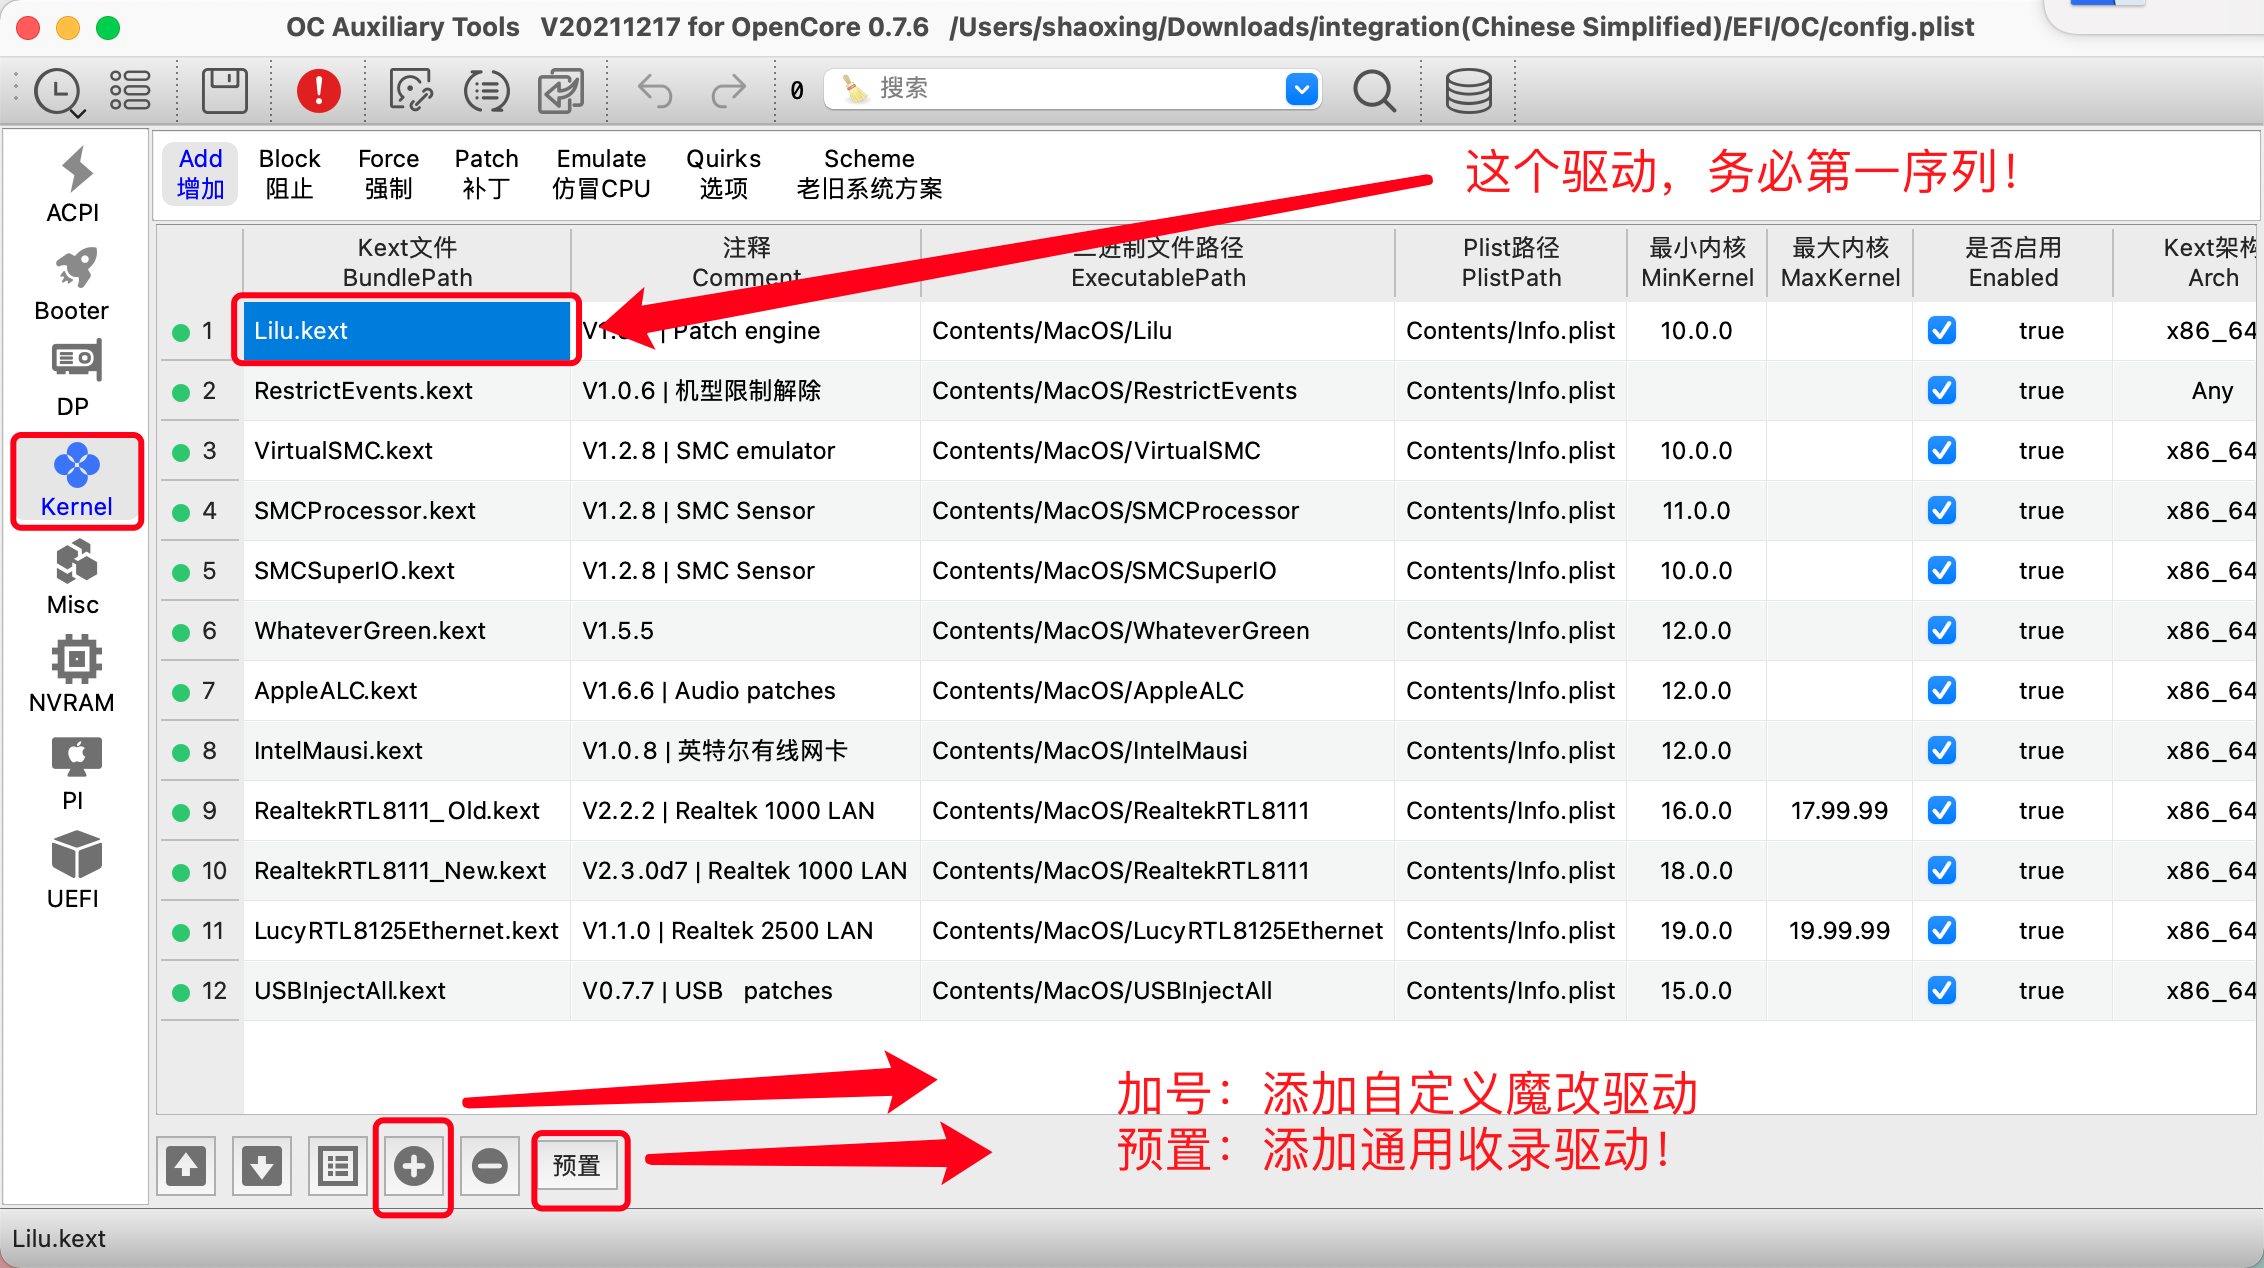 OC Auxiliary Tools V20211217 for OpenCore 0.7.6 /Users/shaoxing/Downloads/integration(Chinese Simplified)/EFI/OC/config.plist
0 搜索
Add Block Force Patch Emulate Quirks Scheme
增加 阻止 强制 补丁 仿冒CPU 选项 老旧系统方案
这个驱动，务必第一序列！
ACPI
Booter
DP
Kernel
Misc
NVRAM
PI
UEFI
Kext文件 注释 二进制文件路径 Plist路径 最小内核 最大内核 是否启用 Kext架构
BundlePath Comment ExecutablePath PlistPath MinKernel MaxKernel Enabled Arch
1 Lilu.kext | Patch engine Contents/MacOS/Lilu Contents/Info.plist 10.0.0 true x86_64
2 RestrictEvents.kext V1.0.6 | 机型限制解除 Contents/MacOS/RestrictEvents Contents/Info.plist true Any
3 VirtualSMC.kext V1.2.8 | SMC emulator Contents/MacOS/VirtualSMC Contents/Info.plist 10.0.0 true x86_64
4 SMCProcessor.kext V1.2.8 | SMC Sensor Contents/MacOS/SMCProcessor Contents/Info.plist 11.0.0 true x86_64
5 SMCSuperIO.kext V1.2.8 | SMC Sensor Contents/MacOS/SMCSuperIO Contents/Info.plist 10.0.0 true x86_64
6 WhateverGreen.kext V1.5.5 Contents/MacOS/WhateverGreen Contents/Info.plist 12.0.0 true x86_64
7 AppleALC.kext V1.6.6 | Audio patches Contents/MacOS/AppleALC Contents/Info.plist 12.0.0 true x86_64
8 IntelMausi.kext V1.0.8 | 英特尔有线网卡 Contents/MacOS/IntelMausi Contents/Info.plist 12.0.0 true x86_64
9 RealtekRTL8111_Old.kext V2.2.2 | Realtek 1000 LAN Contents/MacOS/RealtekRTL8111 Contents/Info.plist 16.0.0 17.99.99 true x86_64
10 RealtekRTL8111_New.kext V2.3.0d7 | Realtek 1000 LAN Contents/MacOS/RealtekRTL8111 Contents/Info.plist 18.0.0 true x86_64
11 LucyRTL8125Ethernet.kext V1.1.0 | Realtek 2500 LAN Contents/MacOS/LucyRTL8125Ethernet Contents/Info.plist 19.0.0 19.99.99 true x86_64
12 USBInjectAll.kext V0.7.7 | USB patches Contents/MacOS/USBInjectAll Contents/Info.plist 15.0.0 true x86_64
加号：添加自定义魔改驱动
预置：添加通用收录驱动！
预置
Lilu.kext